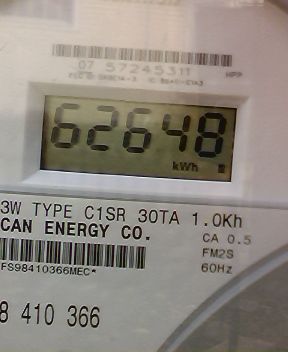 07 57245311 HPP
62648
kWh
3W TYPE C1SR 30TA 1.0Kh
CAN ENERGY CO.
CA 0.5
FM2S
60Hz
FS98410366MEC*
8 410 366